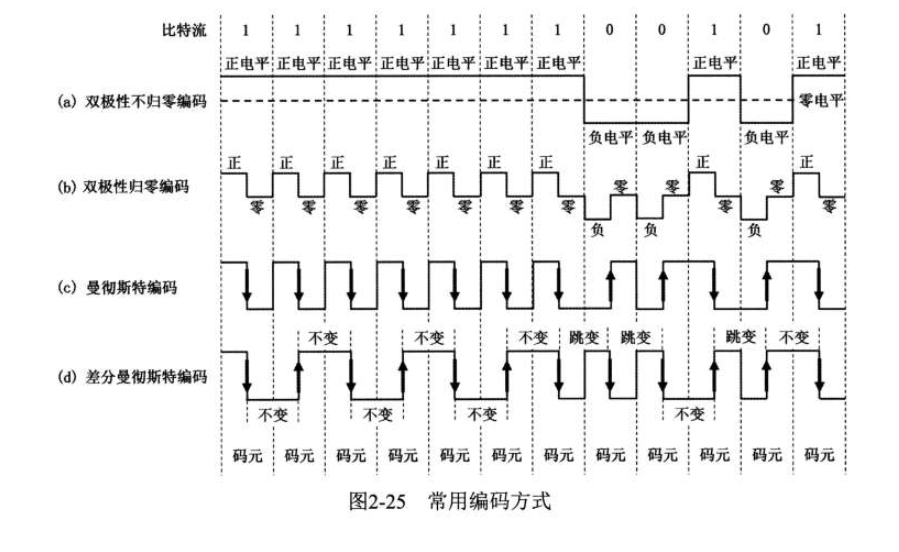 比特流 1 1 1 1 1 1 1 0 0 1 0 1
正电平 正电平 正电平 正电平 正电平 正电平 正电平 正电平 正电平
(a) 双极性不归零编码 零电平
负电平 负电平 负电平
正 正 正 正 正 正 正 零 零 正 零 正
(b) 双极性归零编码
零 零 零 零 零 零 零 负 负 零 负 零
(c) 曼彻斯特编码
不变 不变 不变 跳变 跳变 跳变 不变
(d) 差分曼彻斯特编码
不变 不变 不变 不变
码元 码元 码元 码元 码元 码元 码元 码元 码元 码元 码元 码元
图2-25 常用编码方式